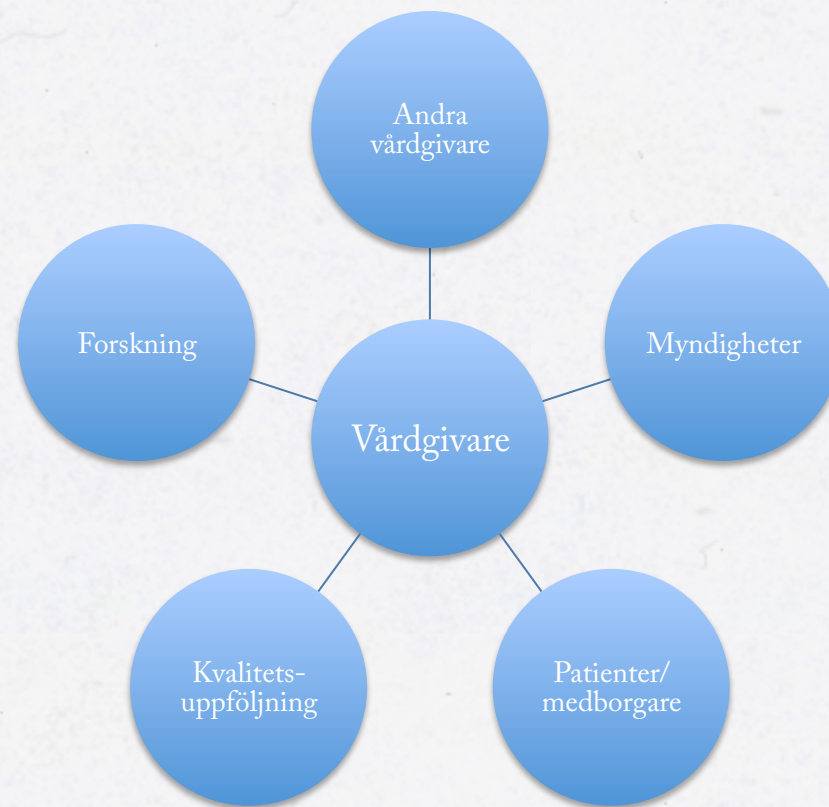 Andra
vårdgivare
Forskning
Myndigheter
Vårdgivare
Kvalitets-
uppföljning
Patienter/
medborgare